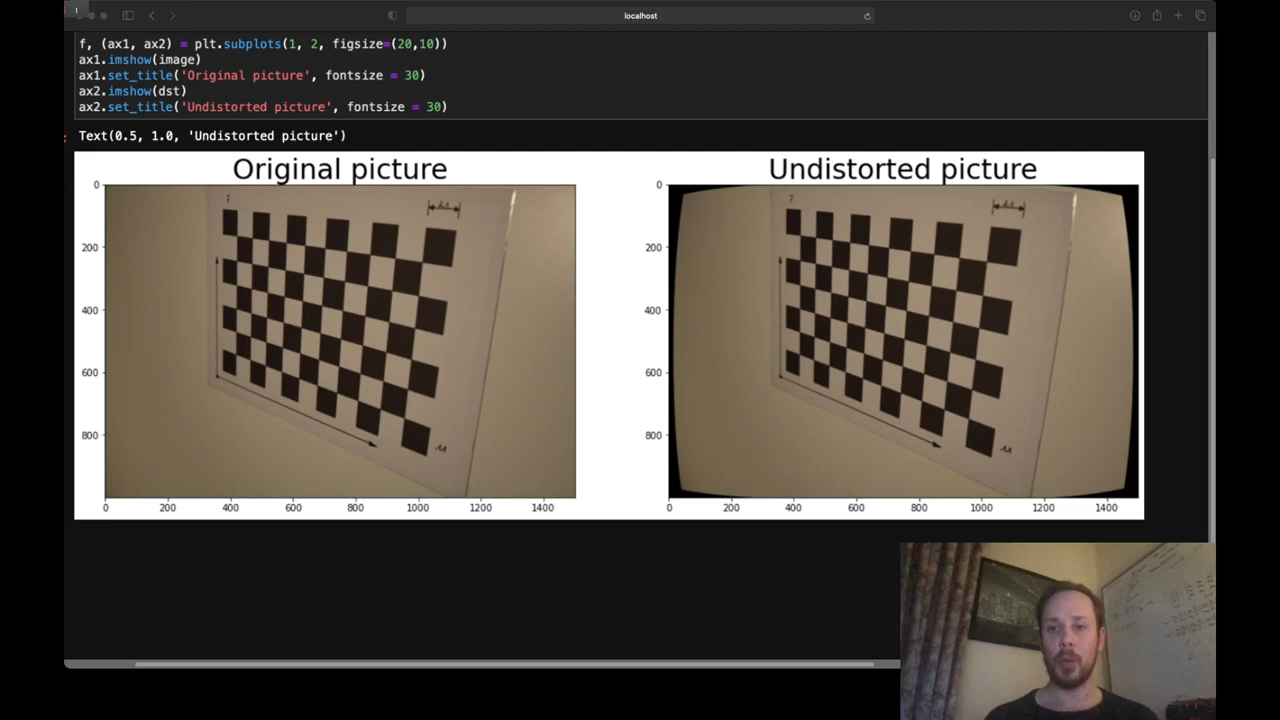 localhost
f, (ax1, ax2) = plt.subplots(1, 2, figsize=(20,10))
ax1.imshow(image)
ax1.set_title('Original picture', fontsize = 30)
ax2.imshow(dst)
ax2.set_title('Undistorted picture', fontsize = 30)
Text(0.5, 1.0, 'Undistorted picture')
Original picture
0
200
400
600
800
0 200 400 600 800 1000 1200 1400
Undistorted picture
0
200
400
600
800
0 200 400 600 800 1000 1200 1400